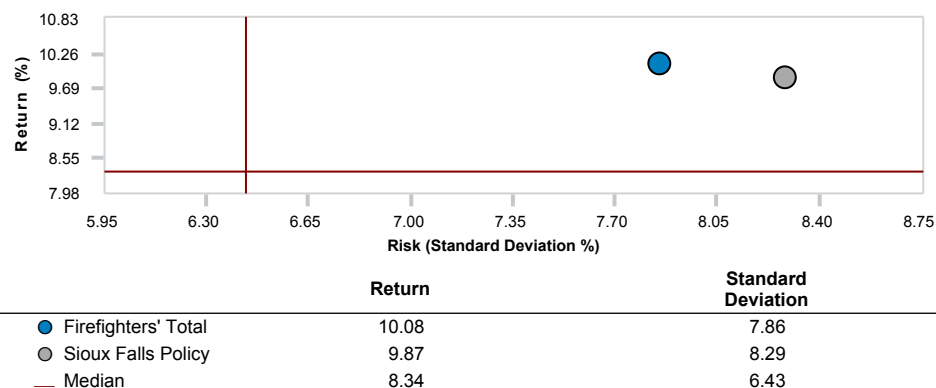 10.83
10.26
9.69
9.12
8.55
7.98
Return (%)
5.95 6.30 6.65 7.00 7.35 7.70 8.05 8.40 8.75
Risk (Standard Deviation %)
Return Standard Deviation
Firefighters' Total 10.08 7.86
Sioux Falls Policy 9.87 8.29
Median 8.34 6.43